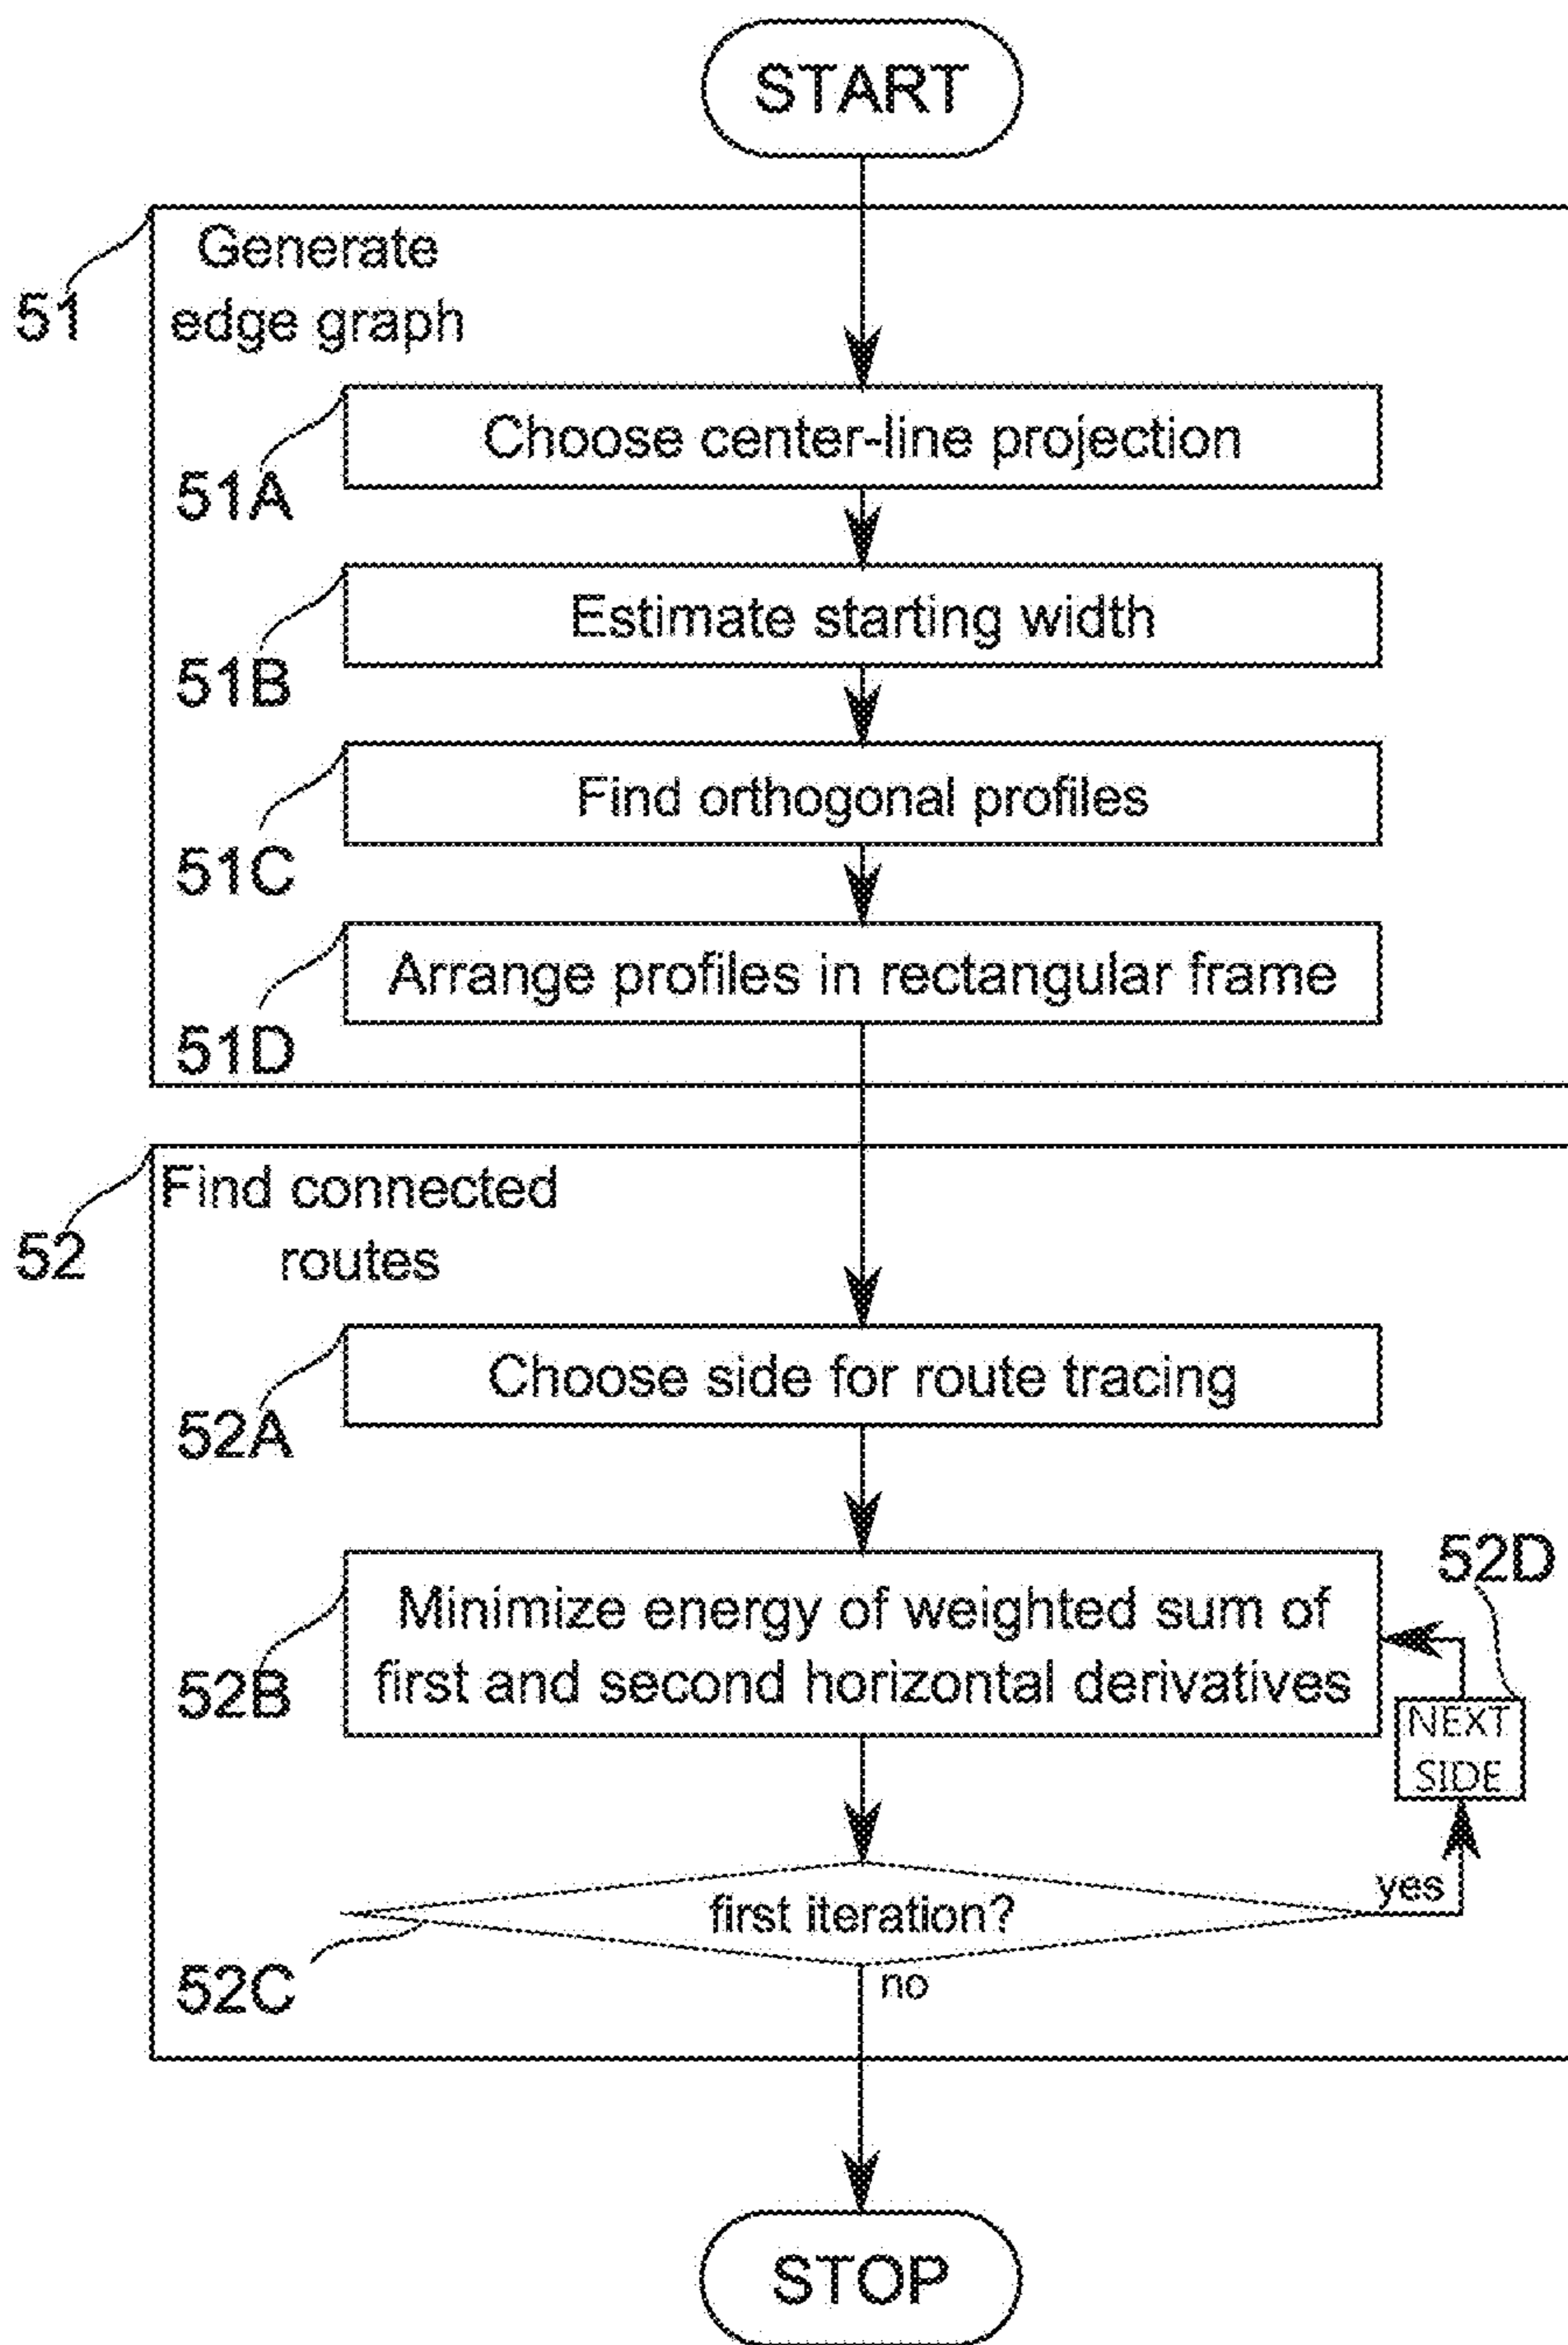 START
Generate
edge graph
51
Choose center-line projection
51A
Estimate starting width
51B
Find orthogonal profiles
51C
Arrange profiles in rectangular frame
51D
Find connected
routes
52
Choose side for route tracing
52A
Minimize energy of weighted sum of
first and second horizontal derivatives
52B
52D
NEXT
SIDE
first iteration?
yes
52C
no
STOP